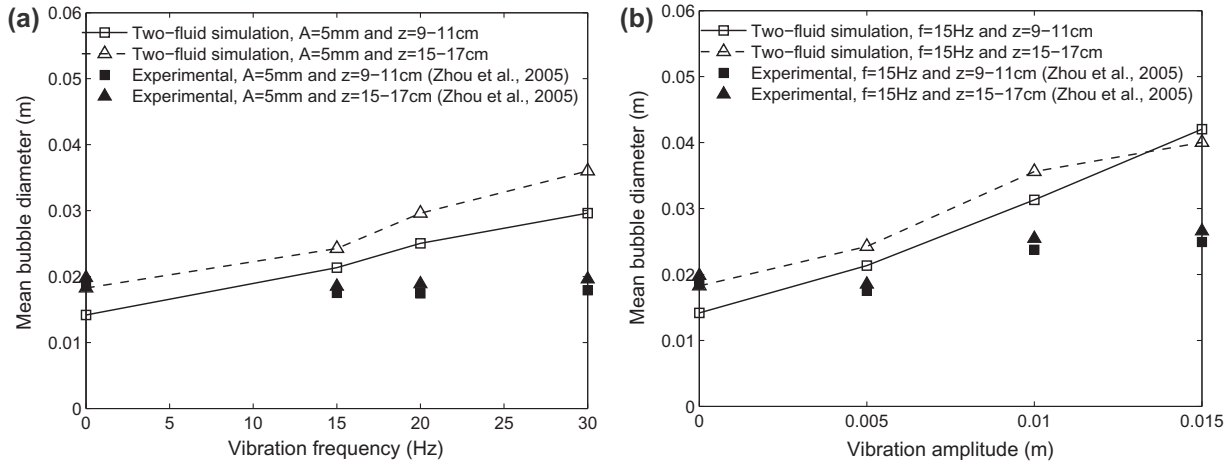 (a)
0.06
0.05
0.04
0.03
0.02
0.01
0
Mean bubble diameter (m)
Two-fluid simulation, A=5mm and z=9−11cm
Two-fluid simulation, A=5mm and z=15−17cm
Experimental, A=5mm and z=9−11cm (Zhou et al., 2005)
Experimental, A=5mm and z=15−17cm (Zhou et al., 2005)
0 5 10 15 20 25 30
Vibration frequency (Hz)
(b)
0.06
0.05
0.04
0.03
0.02
0.01
0
Mean bubble diameter (m)
Two-fluid simulation, f=15Hz and z=9−11cm
Two-fluid simulation, f=15Hz and z=15−17cm
Experimental, f=15Hz and z=9−11cm (Zhou et al., 2005)
Experimental, f=15Hz and z=15−17cm (Zhou et al., 2005)
0 0.005 0.01 0.015
Vibration amplitude (m)